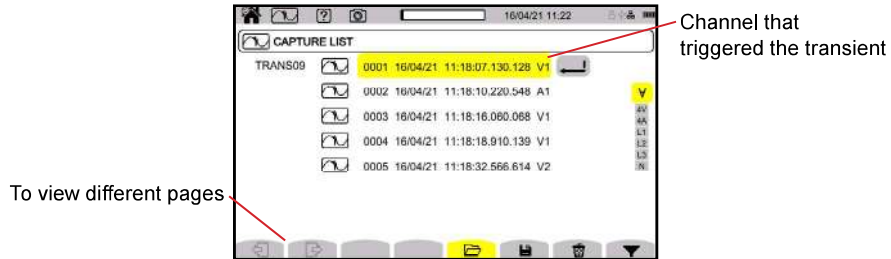 ?
16/04/21 11:22
CAPTURE LIST
Channel that
triggered the transient
TRANS09 0001 16/04/21 11:18:07.130.128 V1
0002 16/04/21 11:18:10.220.548 A1
0003 16/04/21 11:18:16.060.068 V1
0004 16/04/21 11:18:18.910.139 V1
0005 16/04/21 11:18:32.566.614 V2
∀
4V
4A
L1
L2
L3
N
To view different pages